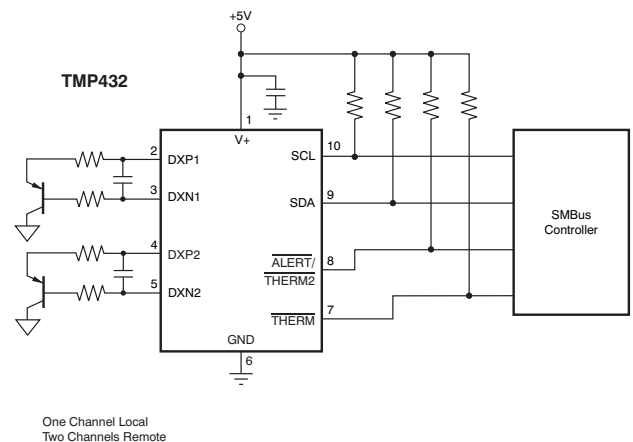 +5V
TMP432
1
V+
2
DXP1
SCL
10
3
DXN1
SDA
9
SMBus
Controller
4
DXP2
ALERT/
THERM2
8
5
DXN2
THERM
7
GND
6
One Channel Local
Two Channels Remote